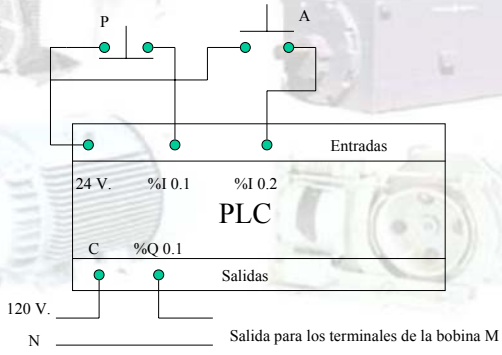 P
A
Entradas
24 V.
%I 0.1
%I 0.2
PLC
C
%Q 0.1
Salidas
120 V.
N
Salida para los terminales de la bobina M